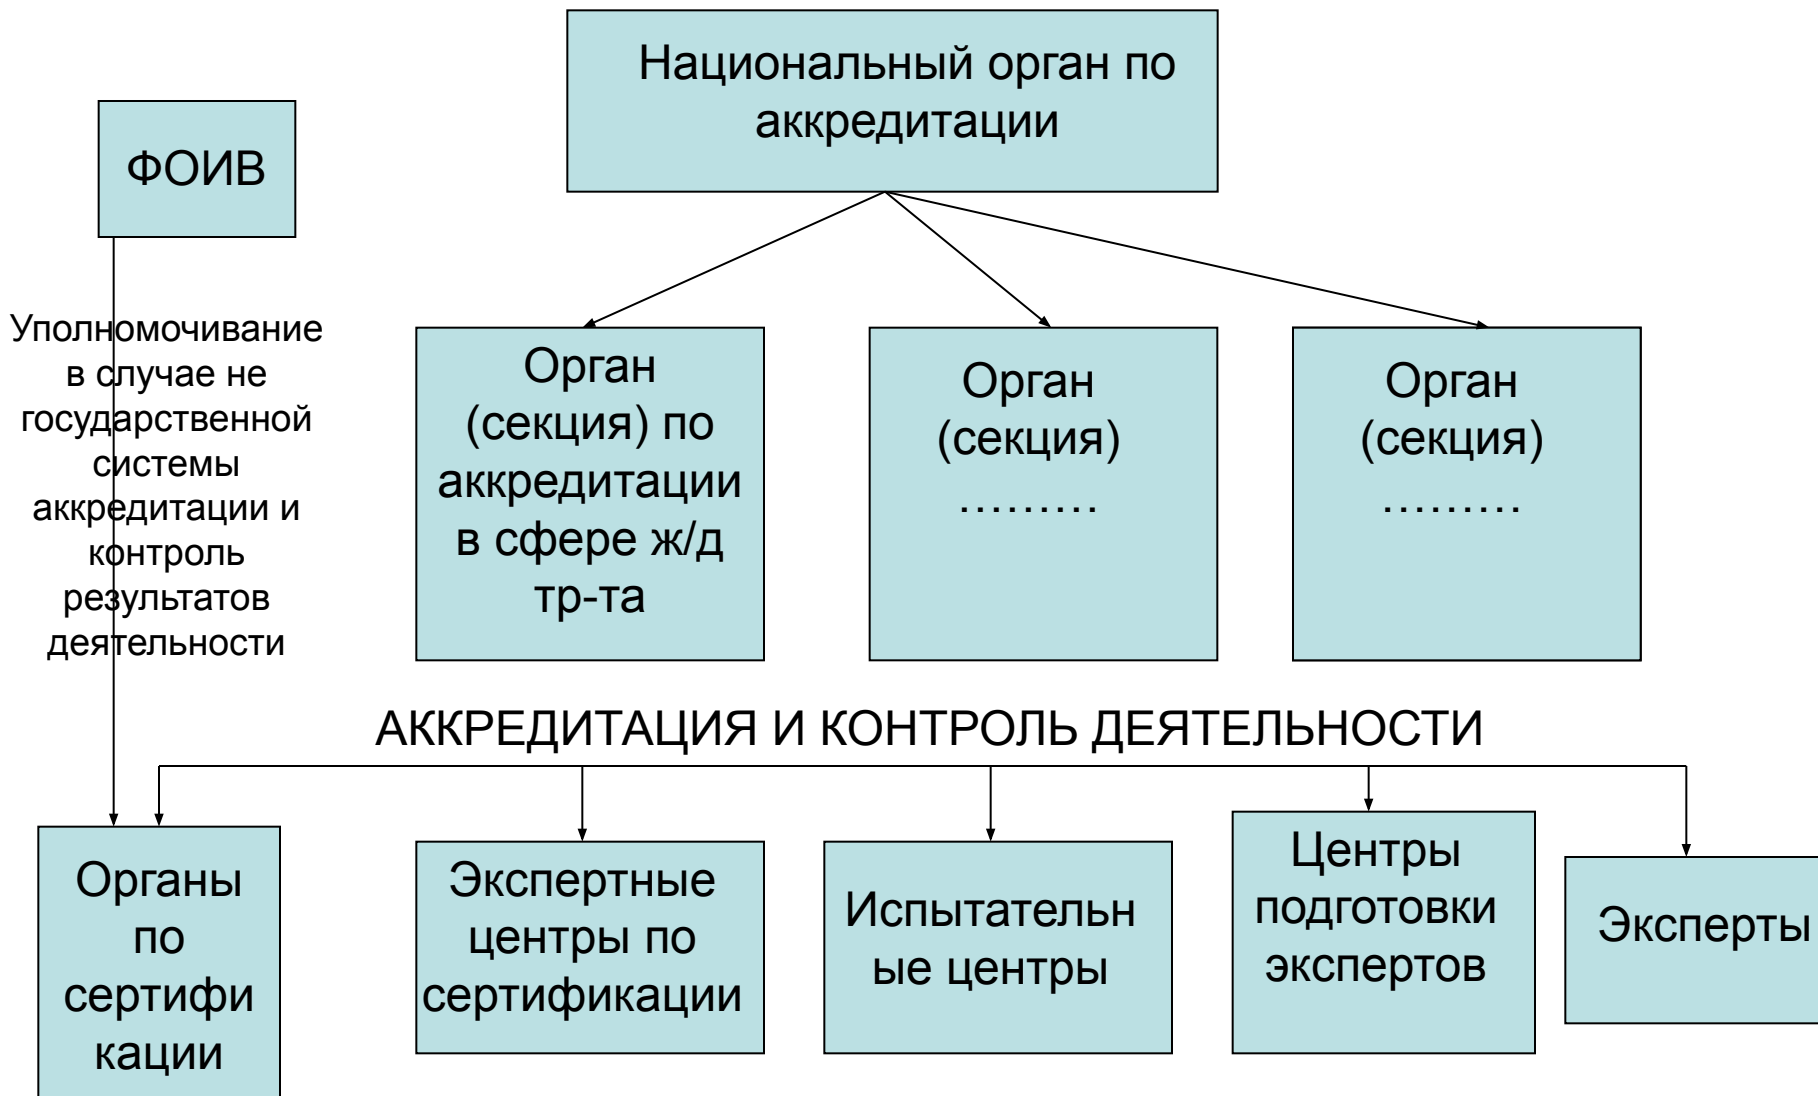 Национальный орган по
аккредитации
ФОИВ
Уполномочивание
в случае не
государственной
системы
аккредитации и
контроль
результатов
деятельности
Орган
(секция) по
аккредитации
в сфере ж/д
тр-та
Орган
(секция)
………
Орган
(секция)
………
АККРЕДИТАЦИЯ И КОНТРОЛЬ ДЕЯТЕЛЬНОСТИ
Органы
по
сертифи
кации
Экспертные
центры по
сертификации
Испытательн
ые центры
Центры
подготовки
экспертов
Эксперты